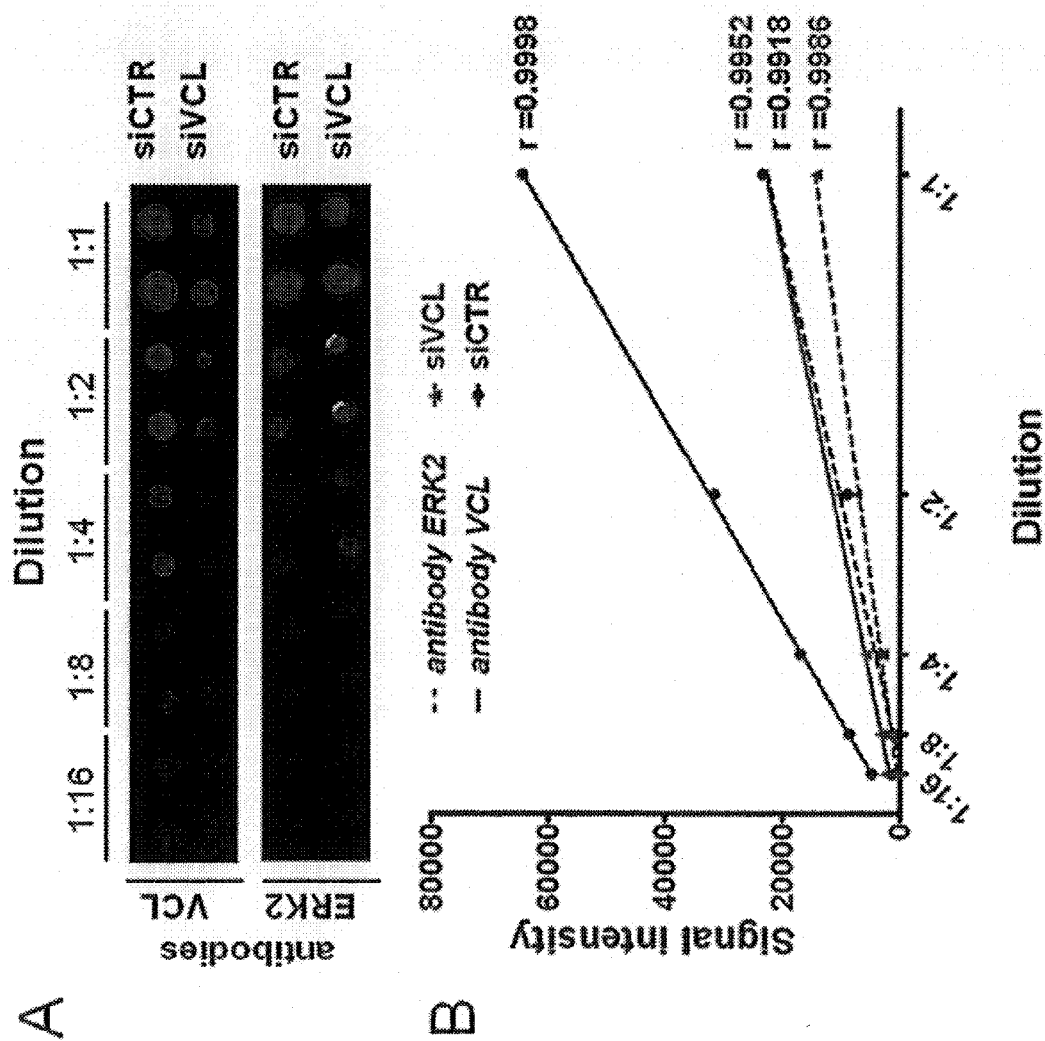 A
Dilution
1:16 1:8 1:4 1:2 1:1
antibodies
VCL
siCTR
siVCL
ERK2
siCTR
siVCL
B
antibody ERK2 siVCL
antibody VCL siCTR
Signal intensity
80000
60000
40000
20000
0
r =0.9998
r =0.9952
r =0.9918
r =0.9986
1:16 1:8 1:4 1:2 1:1
Dilution